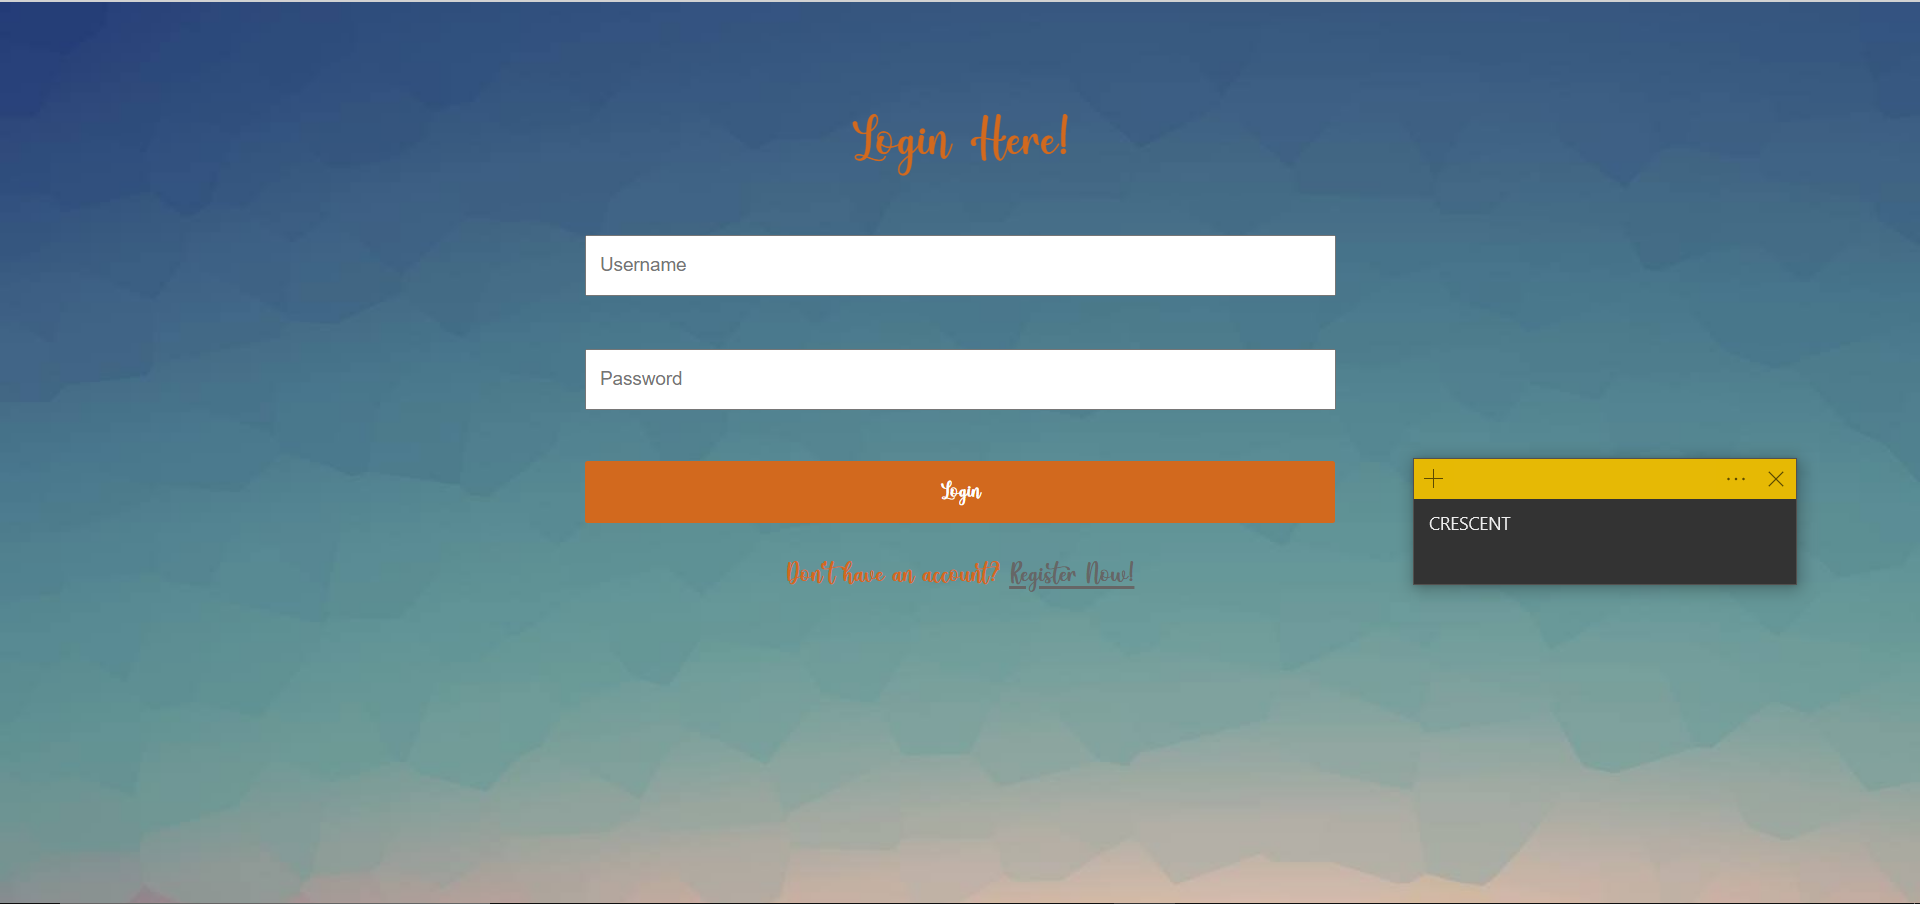 Login Here!
Username
Password
Login
CRESCENT
Don't have an account? Register Now!